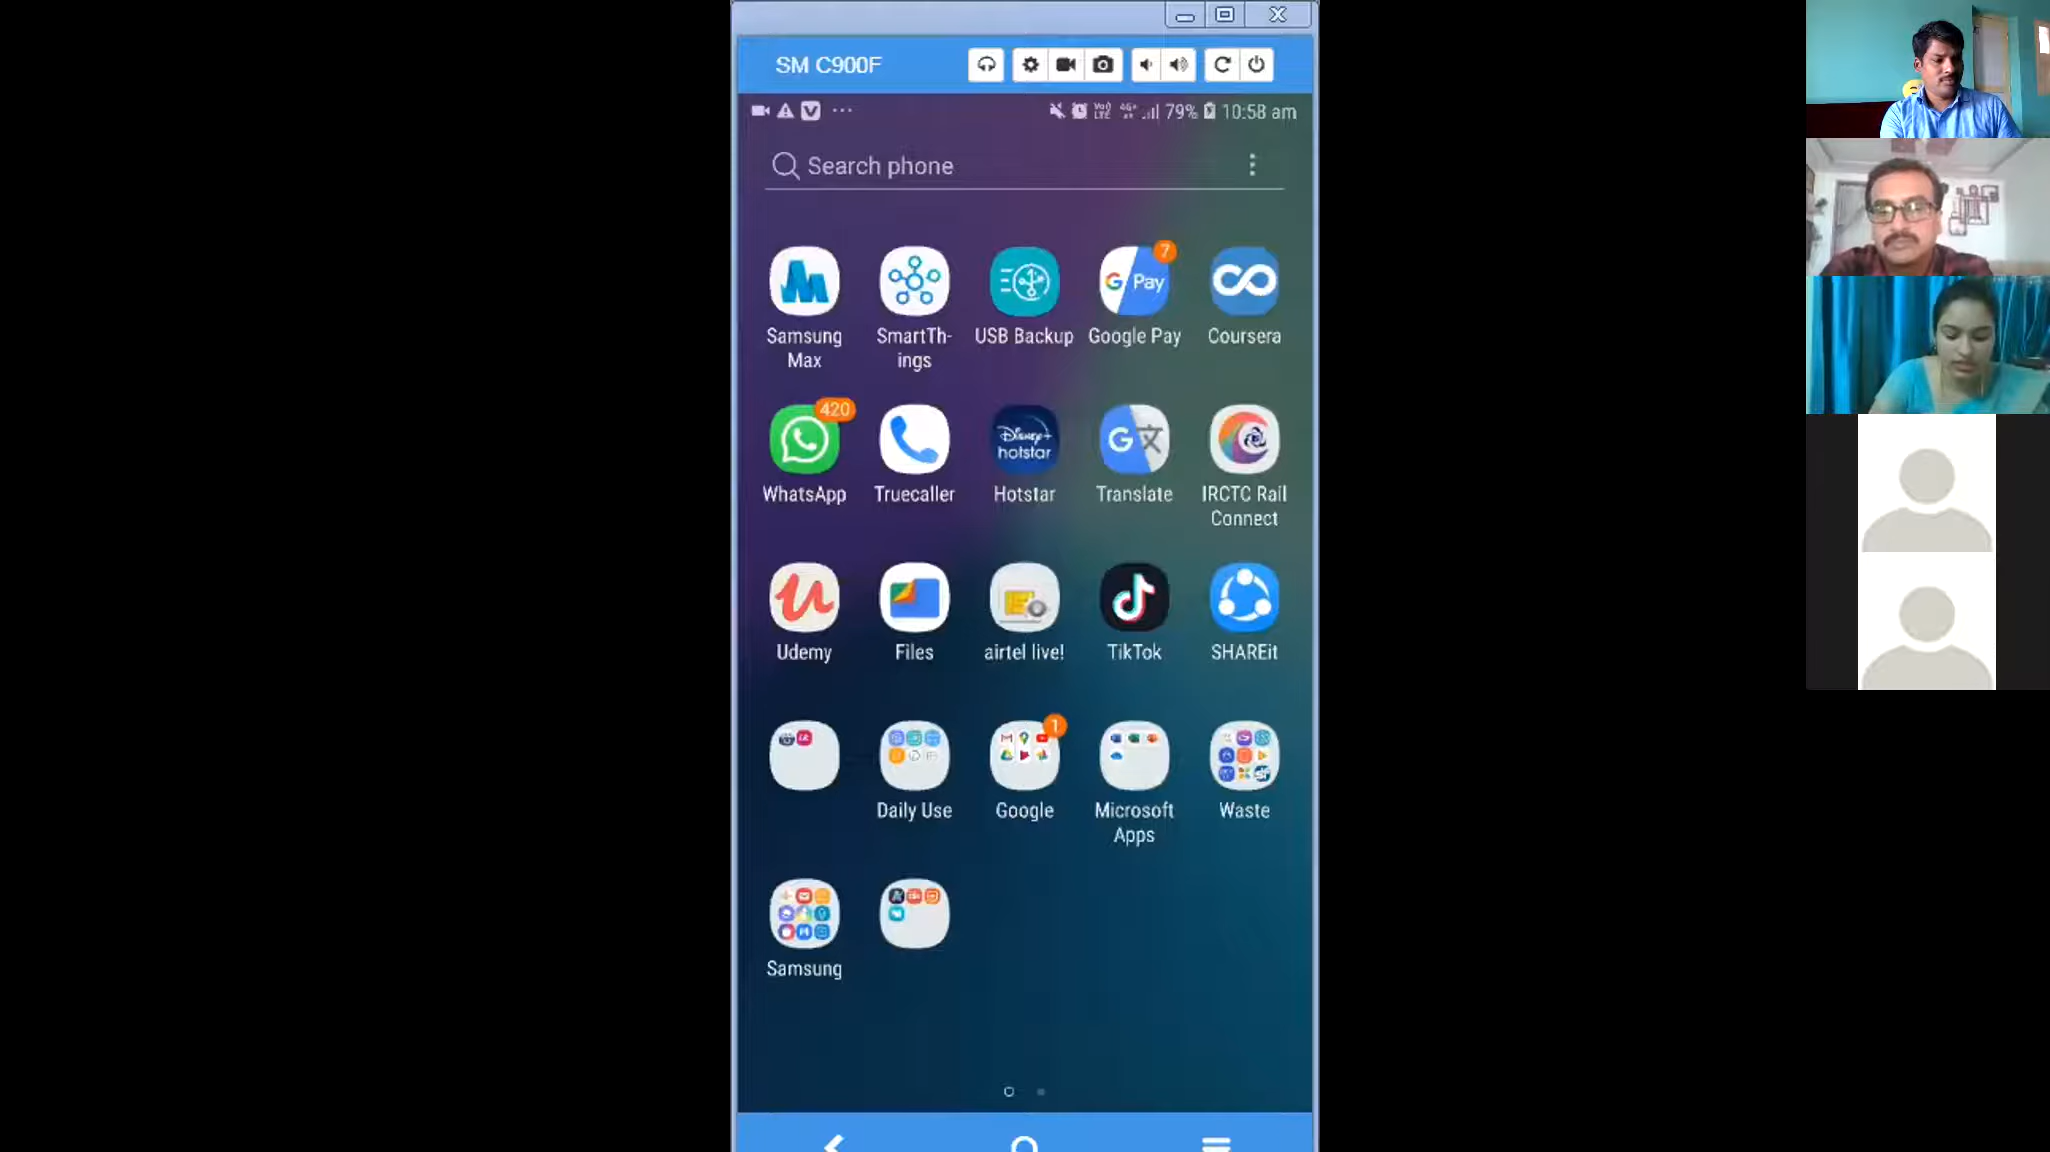 SM C900F
79% 10:58 am
Search phone
7
G Pay
Samsung
Max
SmartTh-
ings
USB Backup
Google Pay
Coursera
420
Disney+
hotstar
WhatsApp
Truecaller
Hotstar
Translate
IRCTC Rail
Connect
Udemy
Files
airtel live!
TikTok
SHAREit
1
Daily Use
Google
Microsoft
Apps
Waste
Samsung